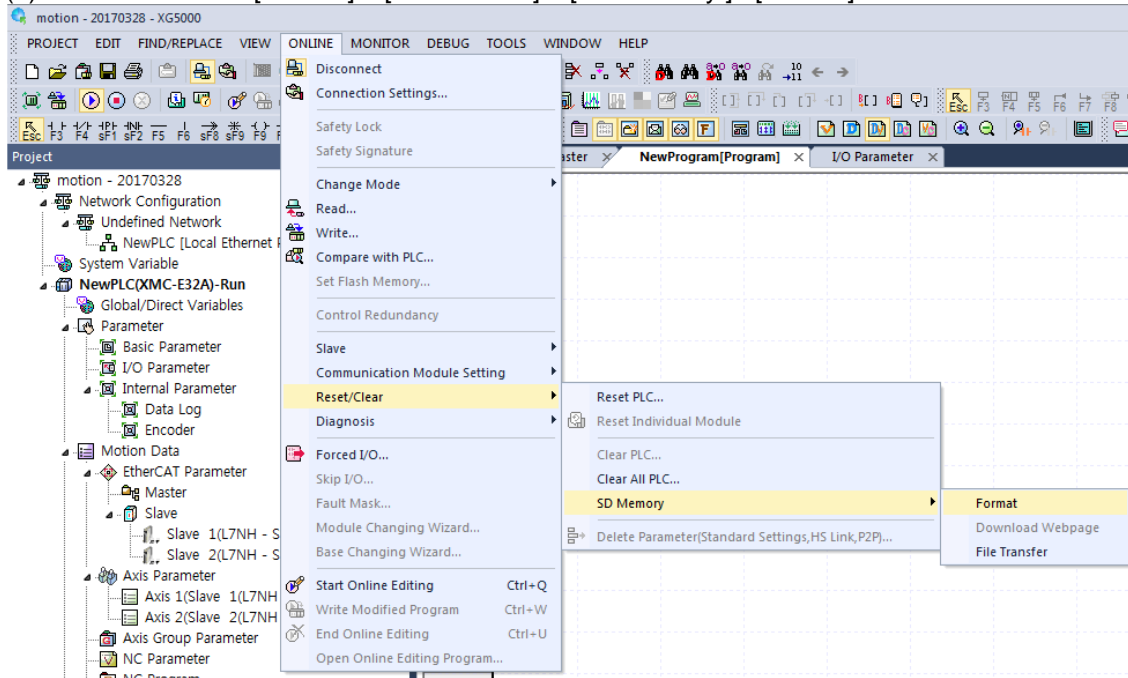 motion - 20170328 - XG5000
PROJECT EDIT FIND/REPLACE VIEW ONLINE MONITOR DEBUG TOOLS WINDOW HELP
Project
motion - 20170328
Network Configuration
Undefined Network
NewPLC [Local Ethernet
System Variable
NewPLC(XMC-E32A)-Run
Global/Direct Variables
Parameter
Basic Parameter
I/O Parameter
Internal Parameter
Data Log
Encoder
Motion Data
EtherCAT Parameter
Master
Slave
Slave 1(L7NH - S
Slave 2(L7NH - S
Axis Parameter
Axis 1(Slave 1(L7NH
Axis 2(Slave 2(L7NH
Axis Group Parameter
NC Parameter
Disconnect
Connection Settings...
Safety Lock
Safety Signature
Change Mode
Read...
Write...
Compare with PLC...
Set Flash Memory...
Control Redundancy
Slave
Communication Module Setting
Reset/Clear
Diagnosis
Forced I/O...
Skip I/O...
Fault Mask...
Module Changing Wizard...
Base Changing Wizard...
Start Online Editing Ctrl+Q
Write Modified Program Ctrl+W
End Online Editing Ctrl+U
Open Online Editing Program...
NewProgram[Program] I/O Parameter
Reset PLC...
Reset Individual Module
Clear PLC...
Clear All PLC...
SD Memory
Delete Parameter(Standard Settings,HS Link,P2P)...
Format
Download Webpage
File Transfer